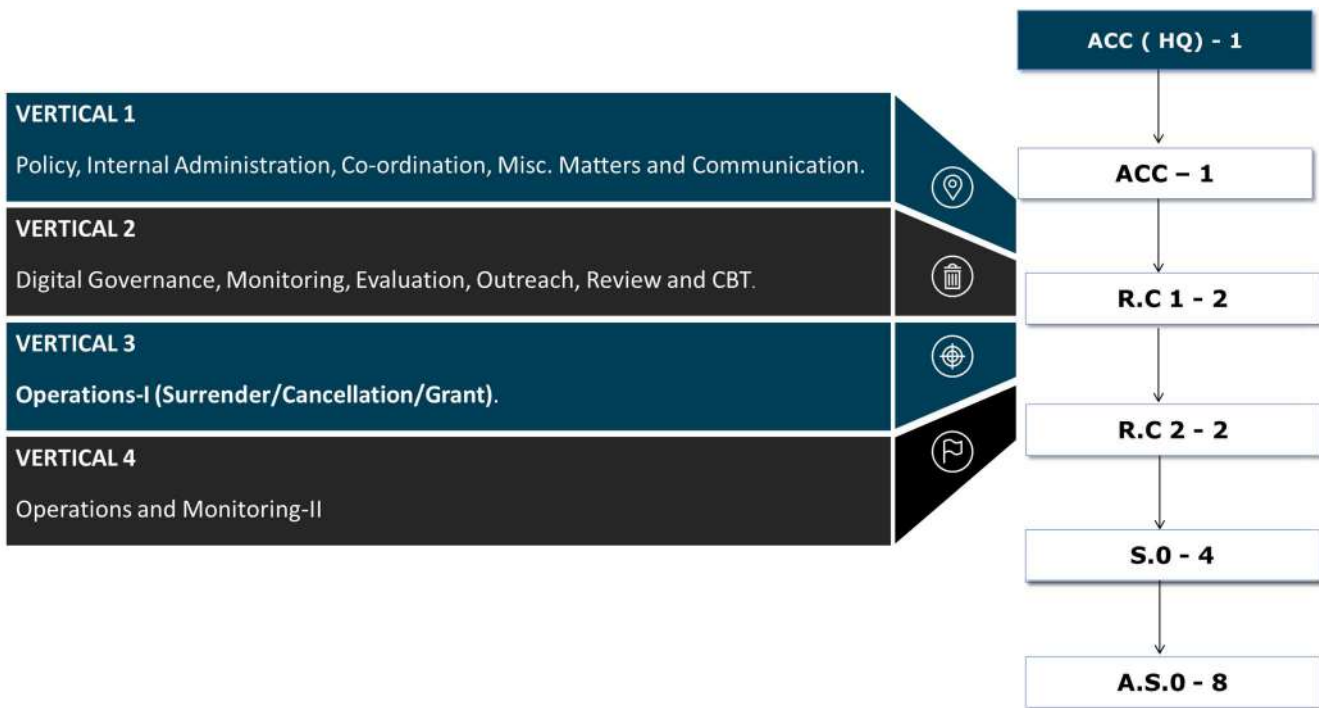 VERTICAL 1
Policy, Internal Administration, Co-ordination, Misc. Matters and Communication.
VERTICAL 2
Digital Governance, Monitoring, Evaluation, Outreach, Review and CBT.
VERTICAL 3
Operations-I (Surrender/Cancellation/Grant).
VERTICAL 4
Operations and Monitoring-II
ACC ( HQ) - 1
ACC – 1
R.C 1 - 2
R.C 2 - 2
S.0 - 4
A.S.0 - 8